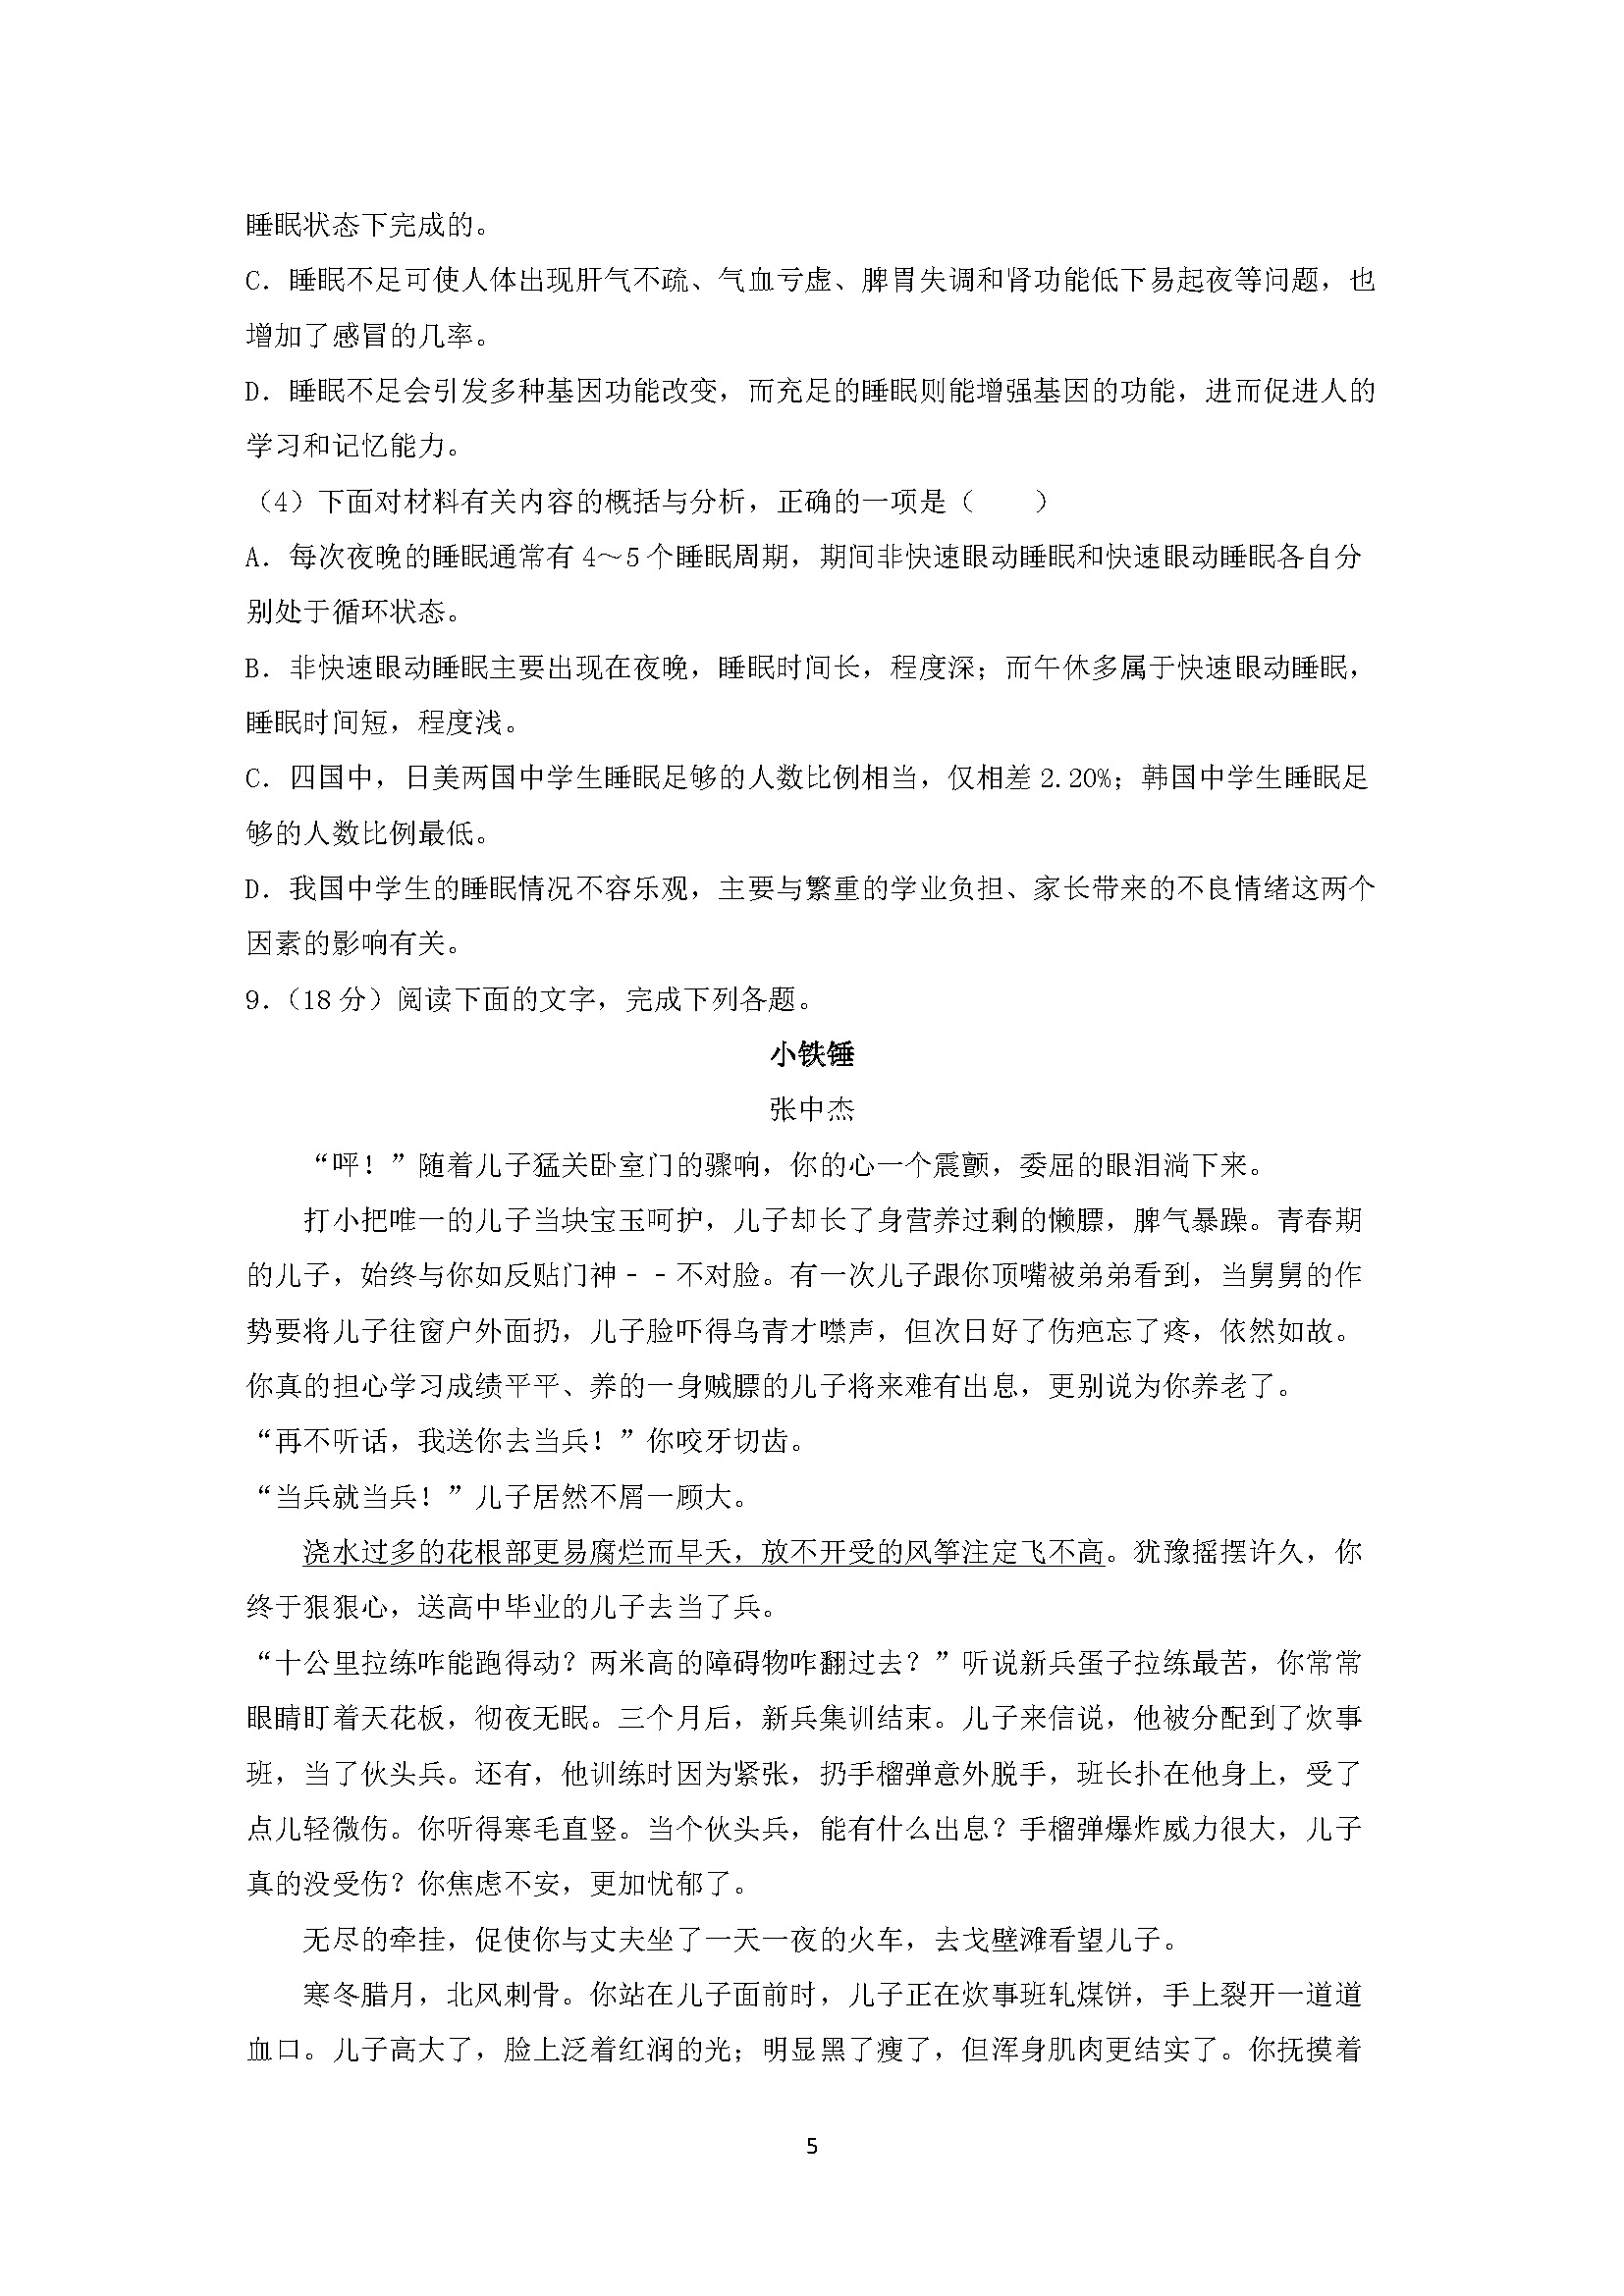 睡眠状态下完成的。
C．睡眠不足可使人体出现肝气不疏、气血亏虚、脾胃失调和肾功能低下易起夜等问题，也
增加了感冒的几率。
D．睡眠不足会引发多种基因功能改变，而充足的睡眠则能增强基因的功能，进而促进人的
学习和记忆能力。
（4）下面对材料有关内容的概括与分析，正确的一项是（　　）
A．每次夜晚的睡眠通常有 4～5 个睡眠周期，期间非快速眼动睡眠和快速眼动睡眠各自分
别处于循环状态。
B．非快速眼动睡眠主要出现在夜晚，睡眠时间长，程度深；而午休多属于快速眼动睡眠，
睡眠时间短，程度浅。
C．四国中，日美两国中学生睡眠足够的人数比例相当，仅相差 2.20%；韩国中学生睡眠足
够的人数比例最低。
D．我国中学生的睡眠情况不容乐观，主要与繁重的学业负担、家长带来的不良情绪这两个
因素的影响有关。
9．（18 分）阅读下面的文字，完成下列各题。
小铁锤
张中杰
“呯！”随着儿子猛关卧室门的骤响，你的心一个震颤，委屈的眼泪淌下来。
打小把唯一的儿子当块宝玉呵护，儿子却长了身营养过剩的懒膘，脾气暴躁。青春期
的儿子，始终与你如反贴门神﹣﹣不对脸。有一次儿子跟你顶嘴被弟弟看到，当舅舅的作
势要将儿子往窗户外面扔，儿子脸吓得乌青才噤声，但次日好了伤疤忘了疼，依然如故。
你真的担心学习成绩平平、养的一身贼膘的儿子将来难有出息，更别说为你养老了。
“再不听话，我送你去当兵！”你咬牙切齿。
“当兵就当兵！”儿子居然不屑一顾大。
浇水过多的花根部更易腐烂而早夭，放不开受的风筝注定飞不高。犹豫摇摆许久，你
终于狠狠心，送高中毕业的儿子去当了兵。
“十公里拉练咋能跑得动？两米高的障碍物咋翻过去？”听说新兵蛋子拉练最苦，你常常
眼睛盯着天花板，彻夜无眠。三个月后，新兵集训结束。儿子来信说，他被分配到了炊事
班，当了伙头兵。还有，他训练时因为紧张，扔手榴弹意外脱手，班长扑在他身上，受了
点儿轻微伤。你听得寒毛直竖。当个伙头兵，能有什么出息？手榴弹爆炸威力很大，儿子
真的没受伤？你焦虑不安，更加忧郁了。
无尽的牵挂，促使你与丈夫坐了一天一夜的火车，去戈壁滩看望儿子。
寒冬腊月，北风刺骨。你站在儿子面前时，儿子正在炊事班轧煤饼，手上裂开一道道
血口。儿子高大了，脸上泛着红润的光；明显黑了瘦了，但浑身肌肉更结实了。你抚摸着
5